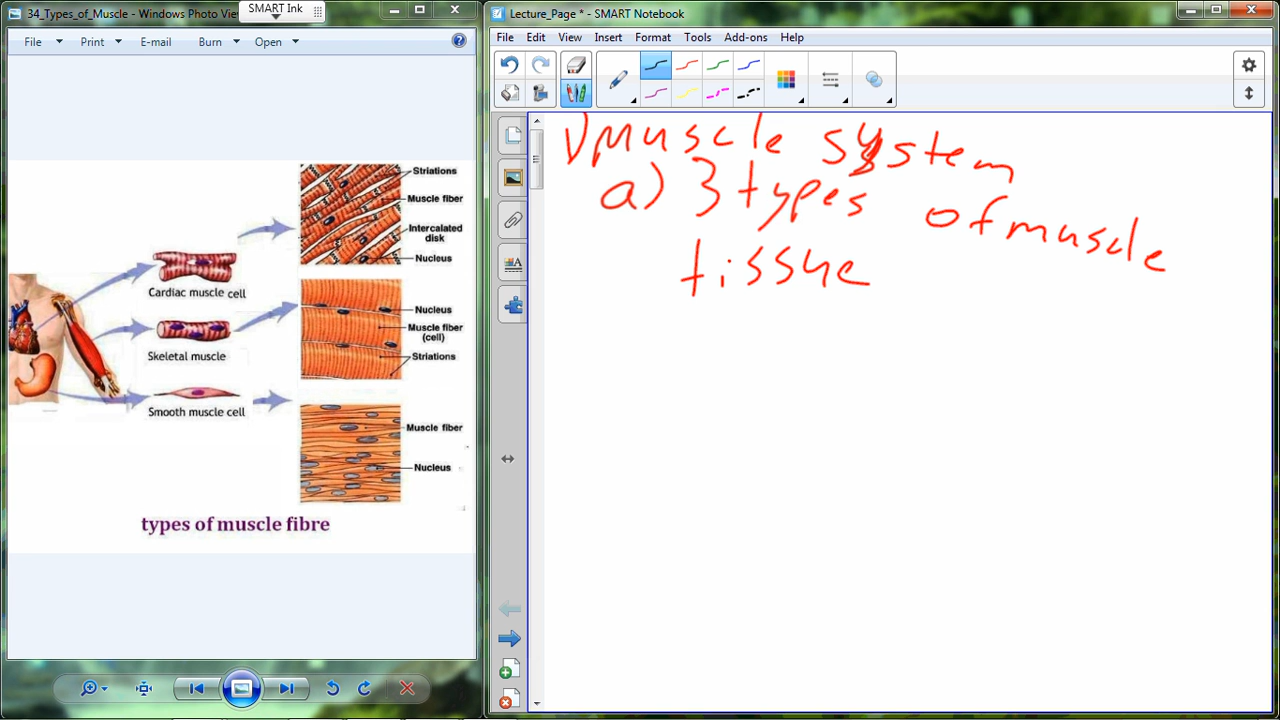 34_Types_of_Muscle - Windows Photo Vie
SMART Ink
File Print E-mail Burn Open
Striations
Muscle fiber
Intercalated
disk
Nucleus
Cardiac muscle cell
Nucleus
Muscle fiber
(cell)
Striations
Skeletal muscle
Smooth muscle cell
Muscle fiber
Nucleus
types of muscle fibre
Lecture_Page * - SMART Notebook
File Edit View Insert Format Tools Add-ons Help
muscle system
a) 3 types of muscle
tissue